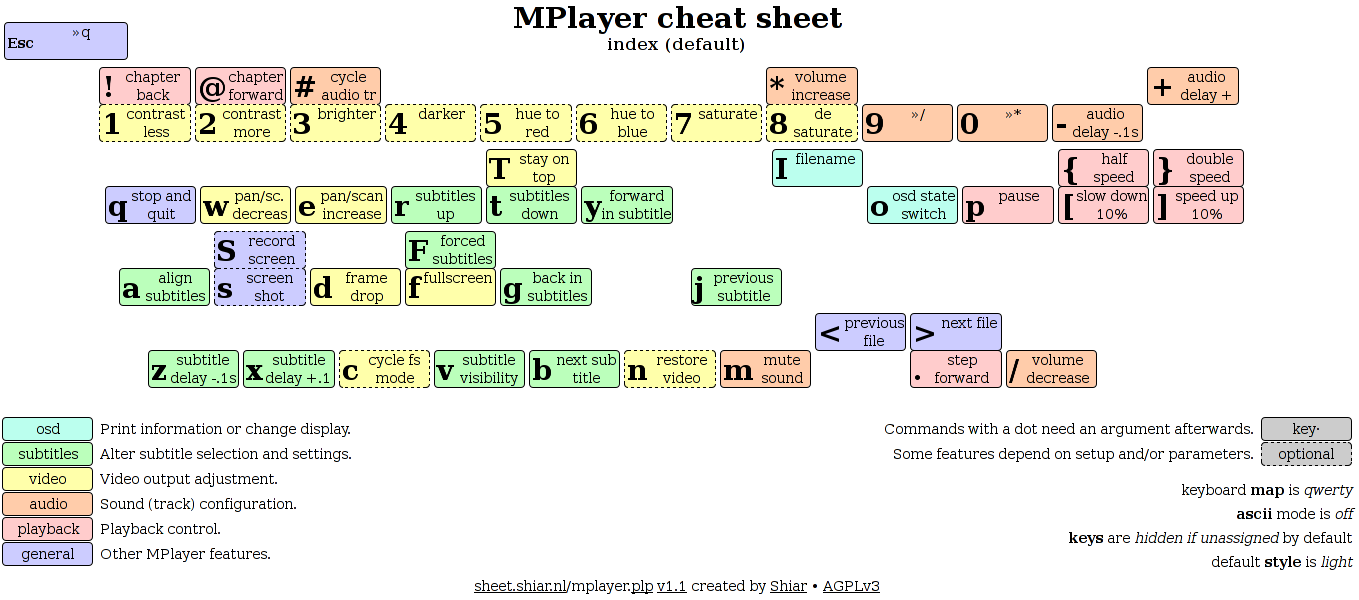 MPlayer cheat sheet
index (default)
Esc »q
! chapter back
@ chapter forward
# cycle audio tr
* volume increase
+ audio delay +
1 contrast less
2 contrast more
3 brighter
4 darker
5 hue to red
6 hue to blue
7 saturate
8 de saturate
9 »/
0 »*
- audio delay -.1s
T stay on top
I filename
{ half speed
} double speed
q stop and quit
w pan/sc. decreas
e pan/scan increase
r subtitles up
t subtitles down
y forward in subtitle
o osd state switch
p pause
[ slow down 10%
] speed up 10%
S record screen
F forced subtitles
a align subtitles
s screen shot
d frame drop
f fullscreen
g back in subtitles
j previous subtitle
< previous file
> next file
z subtitle delay -.1s
x subtitle delay +.1
c cycle fs mode
v subtitle visibility
b next sub title
n restore video
m mute sound
. step forward
/ volume decrease
osd Print information or change display.
subtitles Alter subtitle selection and settings.
video Video output adjustment.
audio Sound (track) configuration.
playback Playback control.
general Other MPlayer features.
Commands with a dot need an argument afterwards. key·
Some features depend on setup and/or parameters. optional
keyboard map is qwerty
ascii mode is off
keys are hidden if unassigned by default
default style is light
sheet.shiar.nl/mplayer.plp v1.1 created by Shiar • AGPLv3